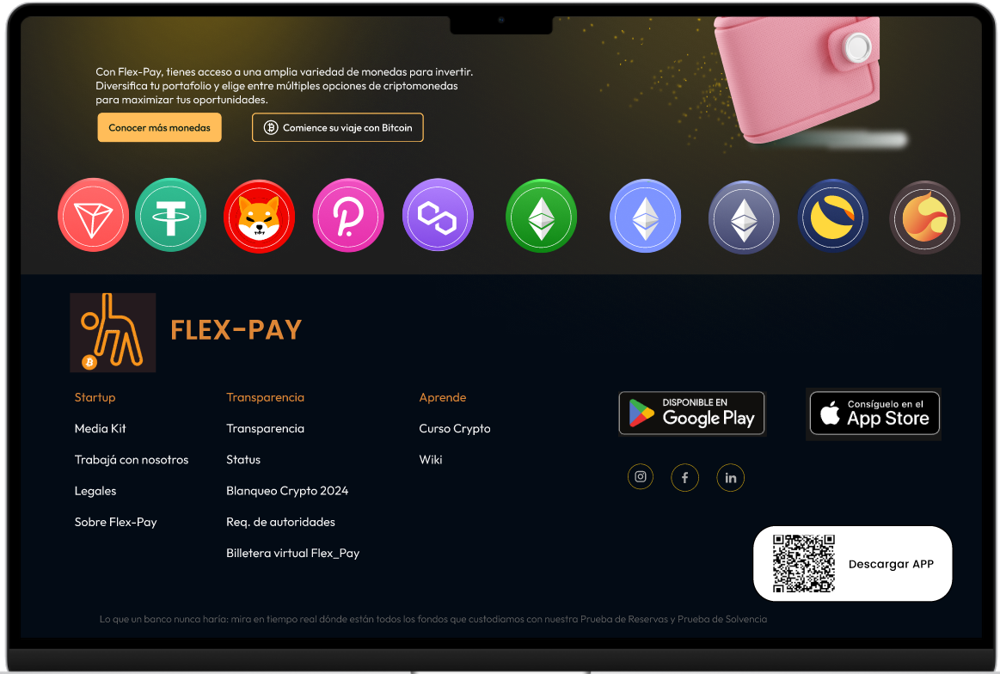 Con Flex-Pay, tienes acceso a una amplia variedad de monedas para invertir.
Diversifica tu portafolio y elige entre múltiples opciones de criptomonedas
para maximizar tus oportunidades.
Conocer más monedas
Comience su viaje con Bitcoin
FLEX-PAY
Startup
Media Kit
Trabajá con nosotros
Legales
Sobre Flex-Pay
Transparencia
Transparencia
Status
Blanqueo Crypto 2024
Req. de autoridades
Billetera virtual Flex_Pay
Aprende
Curso Crypto
Wiki
DISPONIBLE EN
Google Play
Consíguelo en el
App Store
Descargar APP
Lo que un banco nunca haría: mira en tiempo real dónde están todos los fondos que custodiamos con nuestra Prueba de Reservas y Prueba de Solvencia